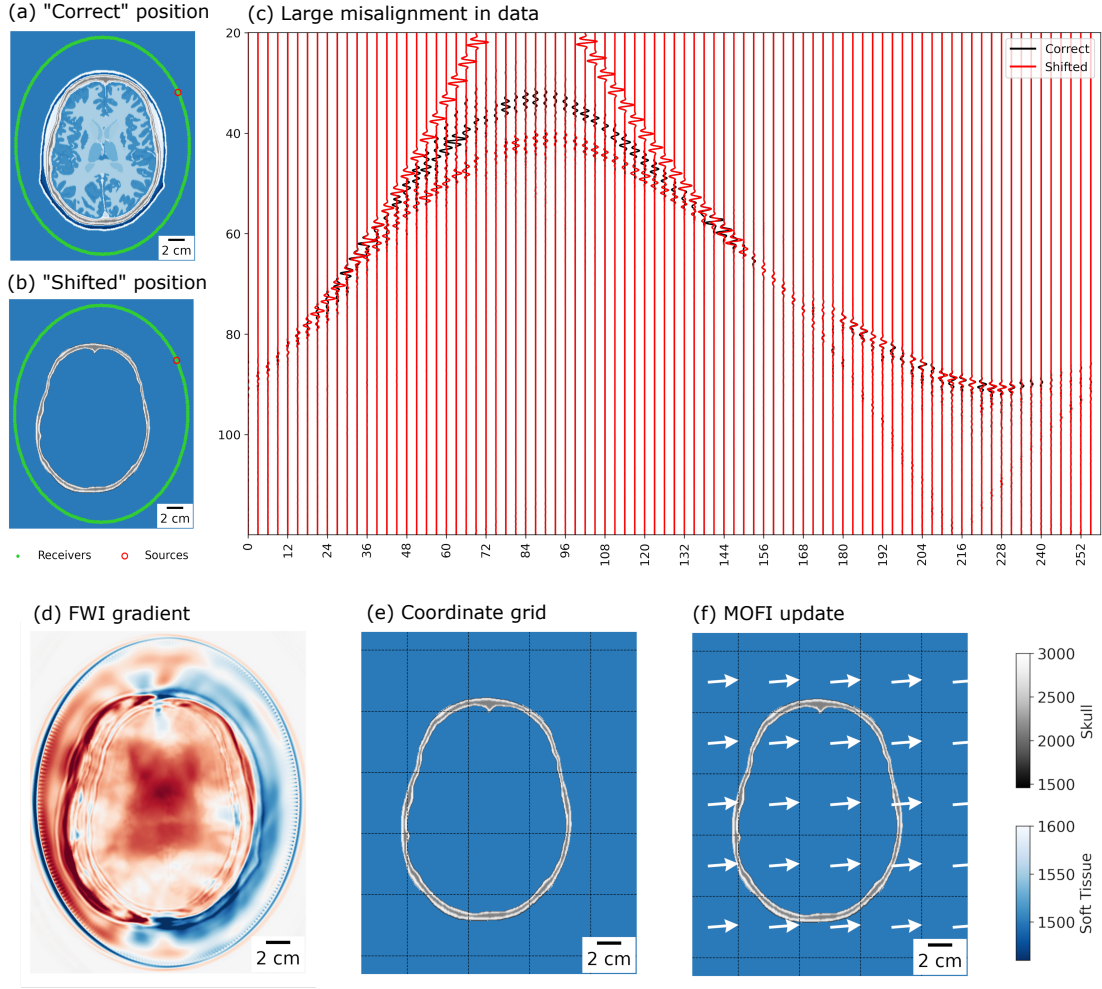 (a) "Correct" position
2 cm
(b) "Shifted" position
2 cm
Receivers
Sources
(c) Large misalignment in data
Correct
Shifted
20
40
60
80
100
0 12 24 36 48 60 72 84 96 108 120 132 144 156 168 180 192 204 216 228 240 252
(d) FWI gradient
2 cm
(e) Coordinate grid
2 cm
(f) MOFI update
2 cm
3000
2500
2000
1500
Skull
1600
1550
1500
Soft Tissue